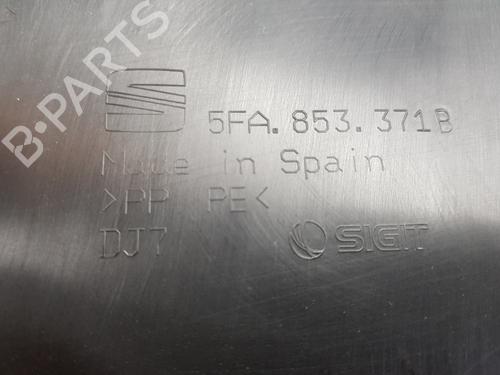 B-PARTS
5FA.853.371B
Made in Spain
>PP PE<
DJ7
SIGIT